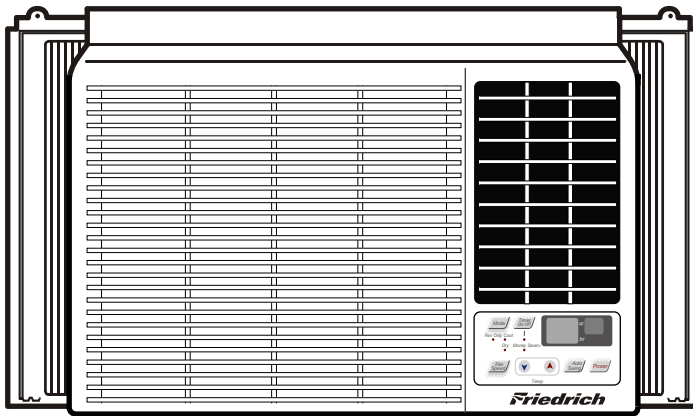 Mode
Timer
On/Off
Fan Only Cool
Dry
Money Saver
Fan
Speed
Auto
Swing
Power
Temp
Friedrich